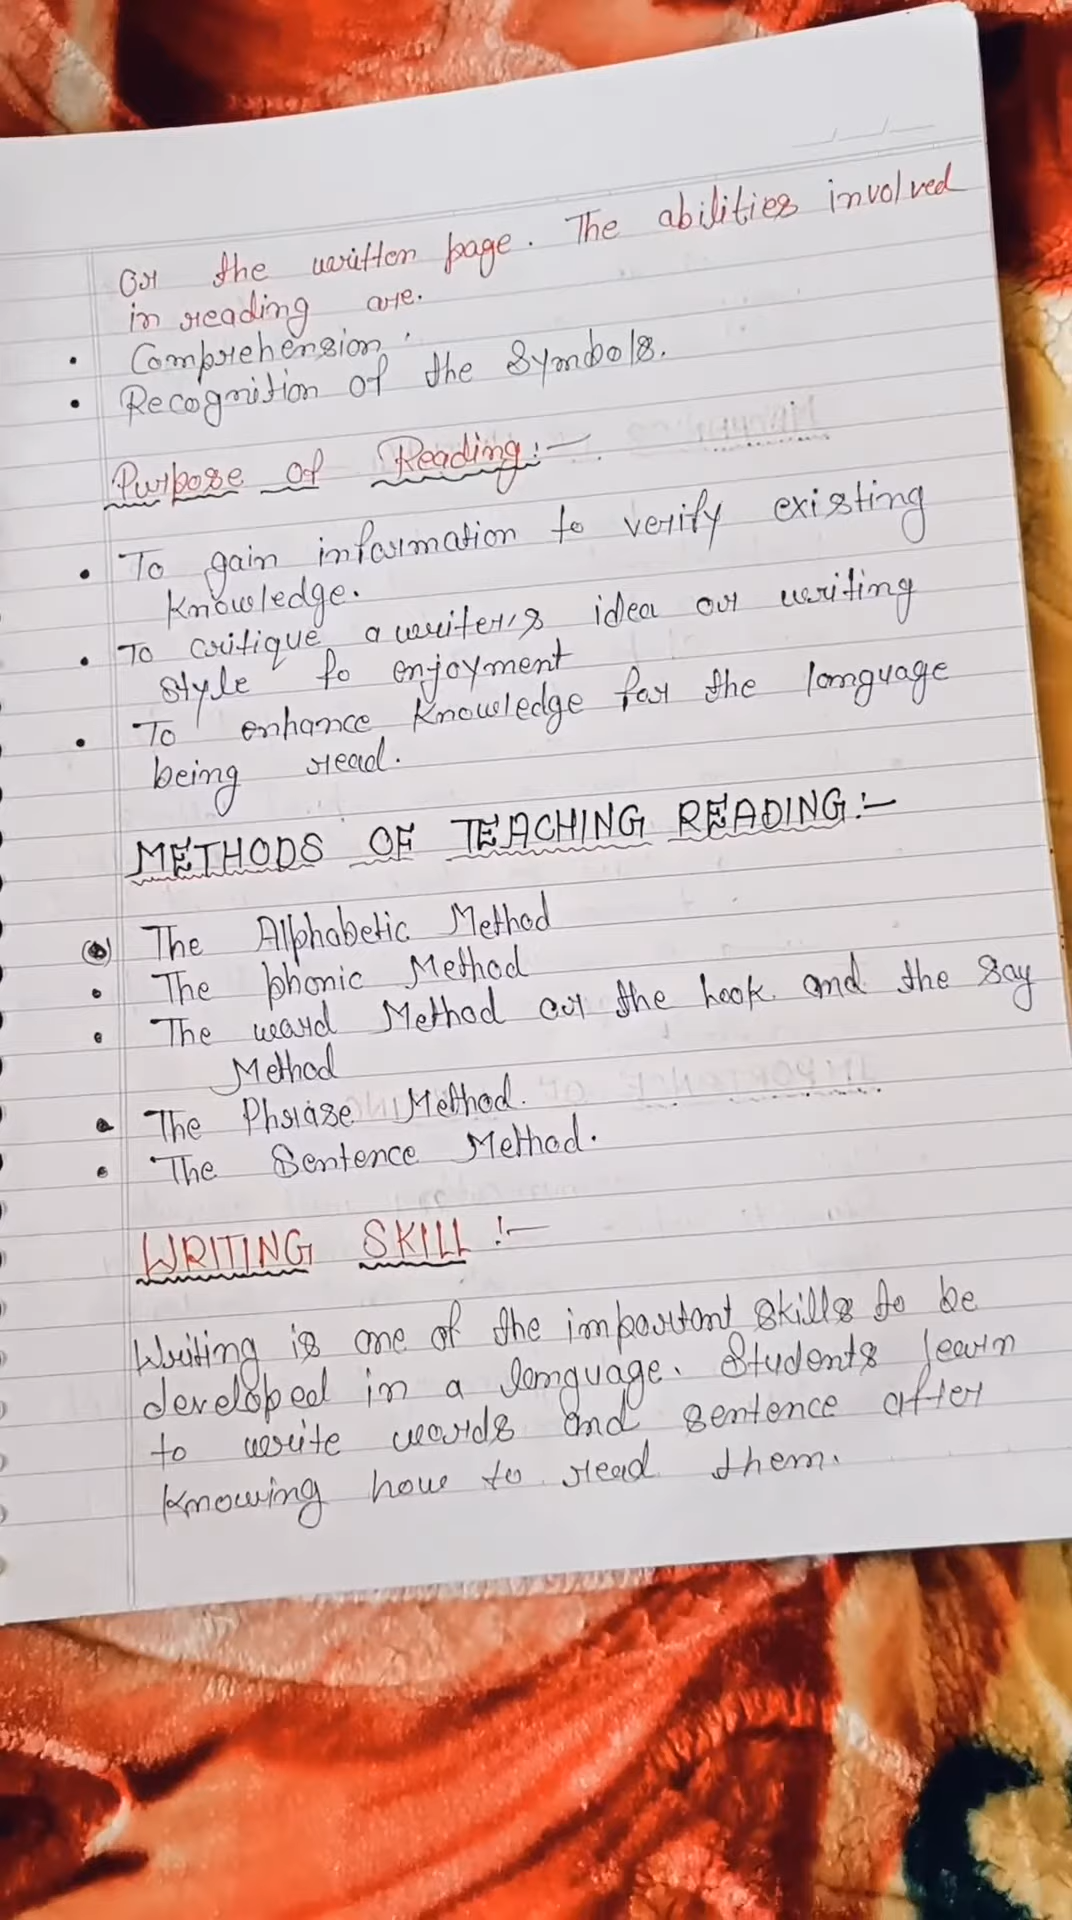 or the written page. The abilities involved
in reading are.
• Comprehension
• Recognition of the Symbols.
Purpose of Reading:-
• To gain information to verify existing
knowledge.
• To critique a writer's idea or writing
style to enjoyment
• To enhance knowledge for the language
being read.
METHODS OF TEACHING READING:-
• The Alphabetic Method
• The phonic Method
• The word Method or the look and the say
Method
• The Phrase Method.
• The Sentence Method.
WRITING SKILL :-
Writing is one of the important skills to be
developed in a language. Students learn
to write words and sentence after
knowing how to read them.